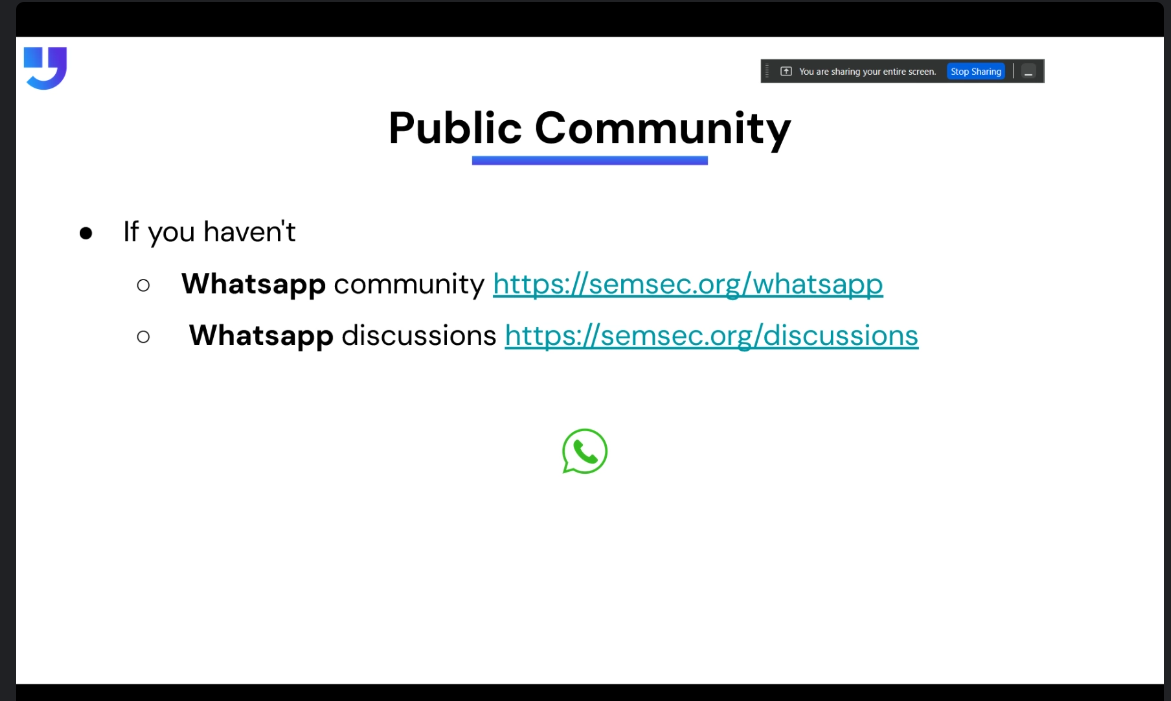 You are sharing your entire screen. Stop Sharing
Public Community
● If you haven't
○ Whatsapp community https://semsec.org/whatsapp
○ Whatsapp discussions https://semsec.org/discussions